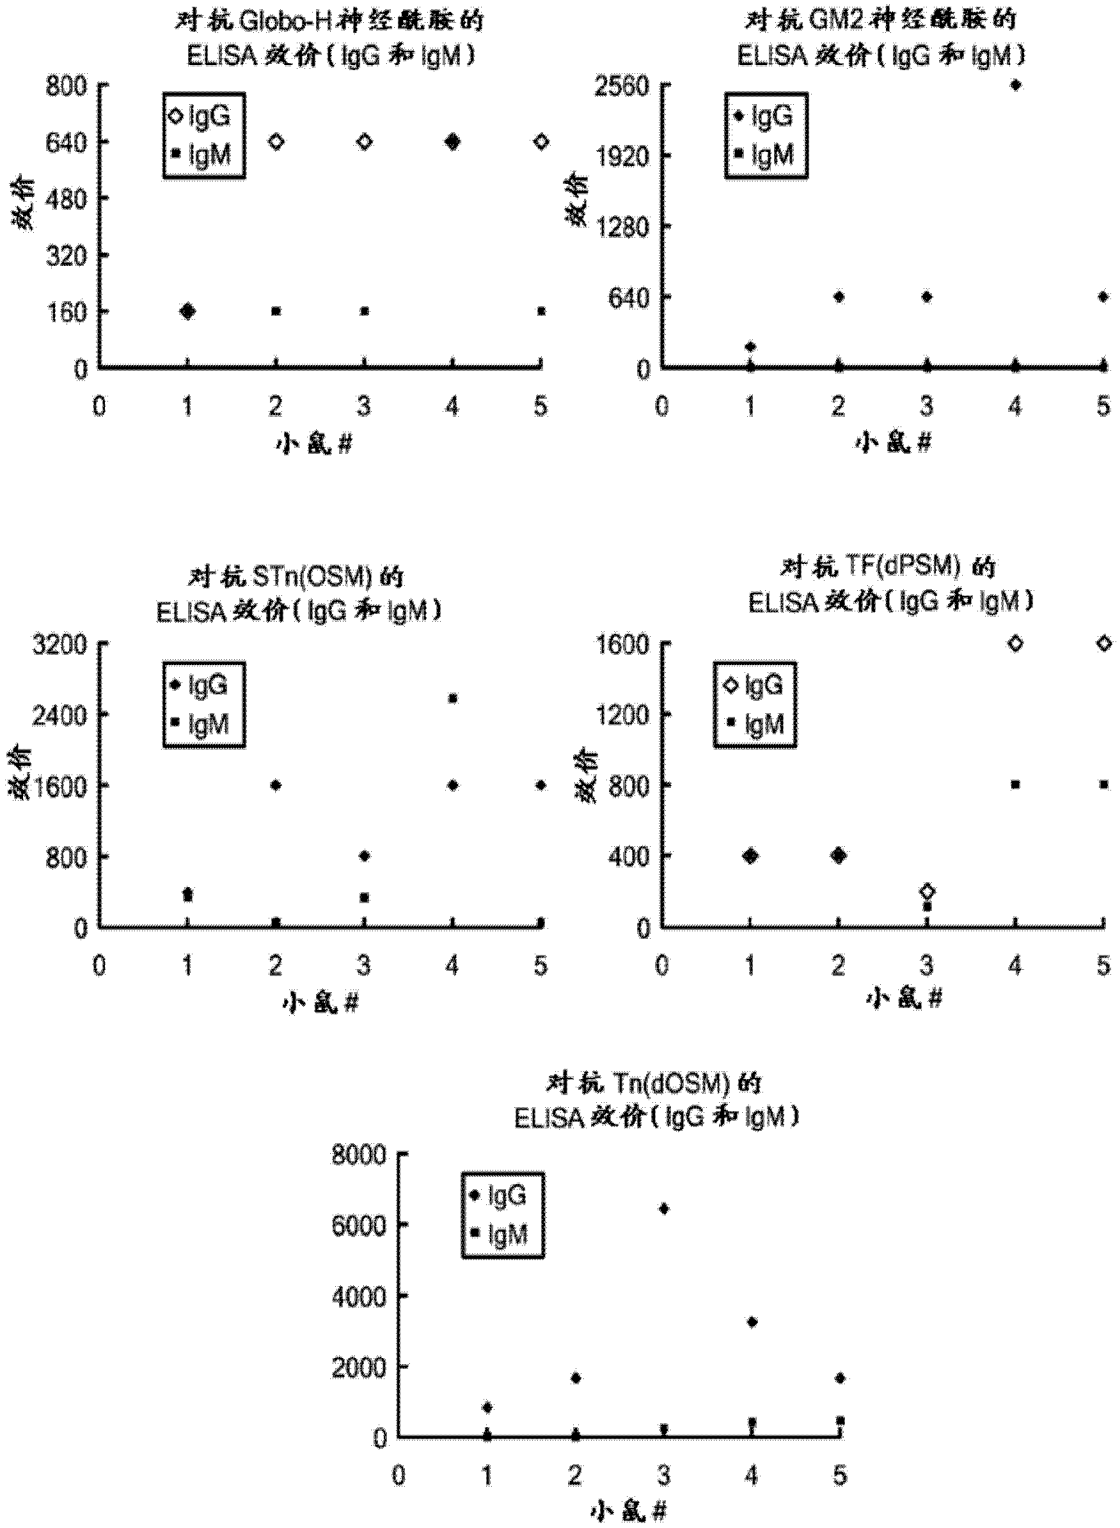 对抗 Globo-H 神经酰胺的
ELISA 效价 ( IgG 和 IgM )
800
640
480
320
160
0
效价
IgG
IgM
0 1 2 3 4 5
小鼠 #
对抗 GM2 神经酰胺的
ELISA 效价 ( IgG 和 IgM )
2560
1920
1280
640
0
效价
IgG
IgM
0 1 2 3 4 5
小鼠 #
对抗 STn(OSM) 的
ELISA 效价 ( IgG 和 IgM )
3200
2400
1600
800
0
效价
IgG
IgM
0 1 2 3 4 5
小鼠 #
对抗 TF(dPSM) 的
ELISA 效价 ( IgG 和 IgM )
1600
1200
800
400
0
效价
IgG
IgM
0 1 2 3 4 5
小鼠 #
对抗 Tn(dOSM) 的
ELISA 效价 ( IgG 和 IgM )
8000
6000
4000
2000
0
IgG
IgM
0 1 2 3 4 5
小鼠 #